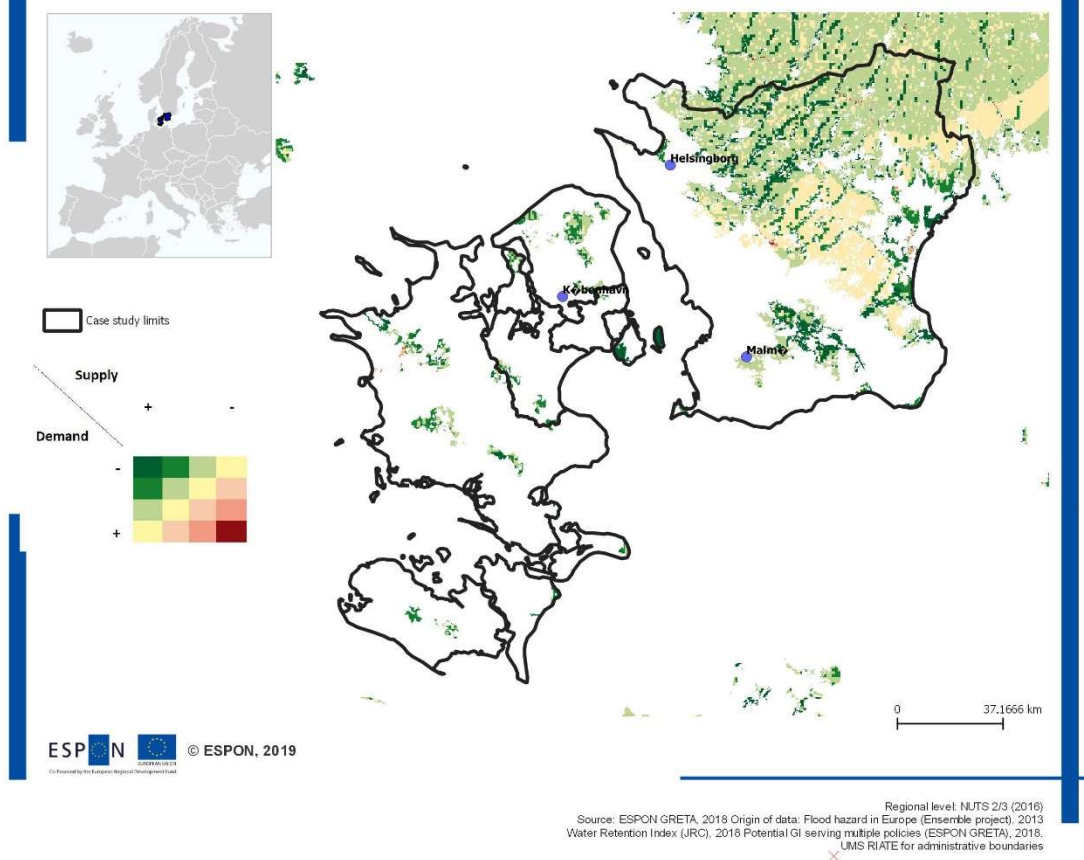 Helsingborg
K�benhavn
Case study limits
Malm�
Supply
+ -
Demand
-
+
0 37.1666 km
ESPON
EUROPEAN UNION
© ESPON, 2019
Co-financed by the European Regional Development Fund
Regional level: NUTS 2/3 (2016)
Source: ESPON GRETA, 2018 Origin of data: Flood hazard in Europe (Ensemble project), 2013
Water Retention Index (JRC), 2018 Potential GI serving multiple policies (ESPON GRETA), 2018.
UMS RIATE for administrative boundaries